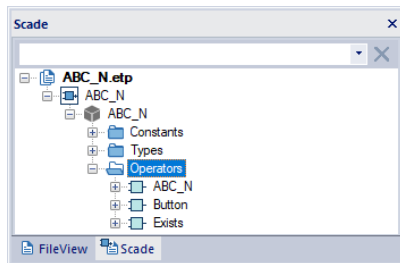 Scade
ABC_N.etp
ABC_N
ABC_N
Constants
Types
Operators
ABC_N
Button
Exists
FileView Scade